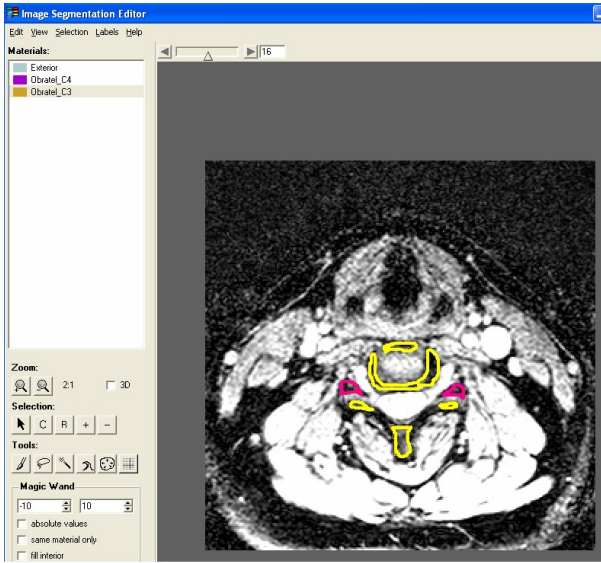 Image Segmentation Editor
Edit View Selection Labels Help
Materials:
16
Exterior
Obratel_C4
Obratel_C3
Zoom:
2:1 3D
Selection:
C R + −
Tools:
Magic Wand
-10 10
absolute values
same material only
fill interior